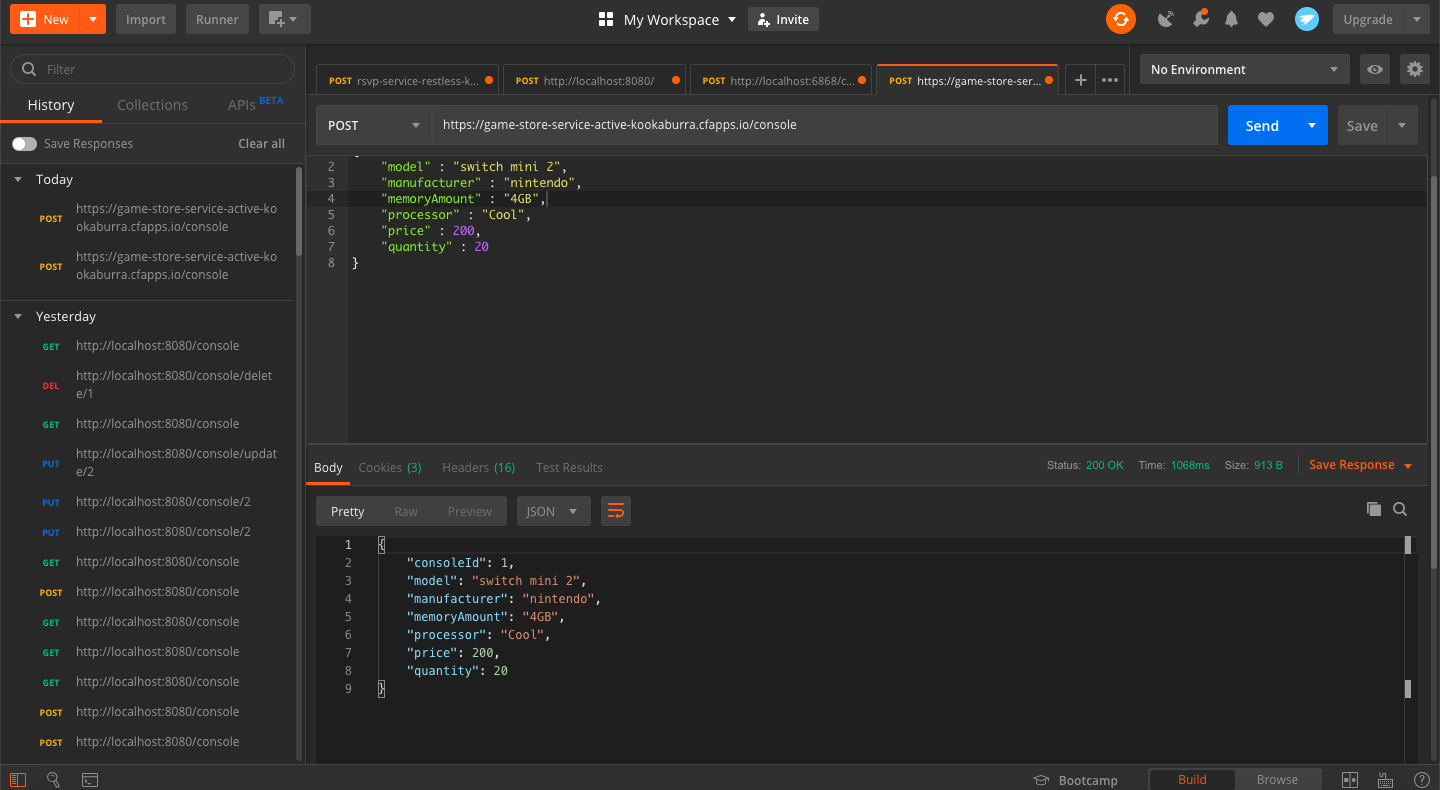 New
Import
Runner
My Workspace
Invite
Upgrade
Filter
History
Collections
APIs BETA
Save Responses
Clear all
Today
POST https://game-store-service-active-ko
okaburra.cfapps.io/console
POST https://game-store-service-active-ko
okaburra.cfapps.io/console
Yesterday
GET http://localhost:8080/console
DEL http://localhost:8080/console/delet
e/1
GET http://localhost:8080/console
PUT http://localhost:8080/console/updat
e/2
PUT http://localhost:8080/console/2
PUT http://localhost:8080/console/2
GET http://localhost:8080/console
POST http://localhost:8080/console
GET http://localhost:8080/console
GET http://localhost:8080/console
GET http://localhost:8080/console
POST http://localhost:8080/console
POST http://localhost:8080/console
POST rsvp-service-restless-k...
POST http://localhost:8080/
POST http://localhost:6868/c...
POST https://game-store-ser...
No Environment
POST
https://game-store-service-active-kookaburra.cfapps.io/console
Send
Save
2 "model" : "switch mini 2",
3 "manufacturer" : "nintendo",
4 "memoryAmount" : "4GB",
5 "processor" : "Cool",
6 "price" : 200,
7 "quantity" : 20
8 }
Body
Cookies (3)
Headers (16)
Test Results
Status: 200 OK
Time: 1068ms
Size: 913 B
Save Response
Pretty
Raw
Preview
JSON
1 {
2 "consoleId": 1,
3 "model": "switch mini 2",
4 "manufacturer": "nintendo",
5 "memoryAmount": "4GB",
6 "processor": "Cool",
7 "price": 200,
8 "quantity": 20
9 }
Bootcamp
Build
Browse